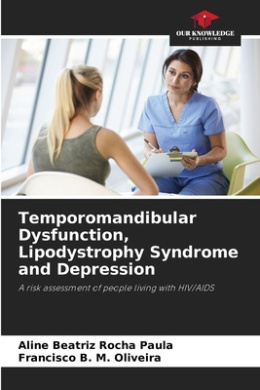 OUR KNOWLEDGE
PUBLISHING
Temporomandibular
Dysfunction,
Lipodystrophy Syndrome
and Depression
A risk assessment of people living with HIV/AIDS
Aline Beatriz Rocha Paula
Francisco B. M. Oliveira